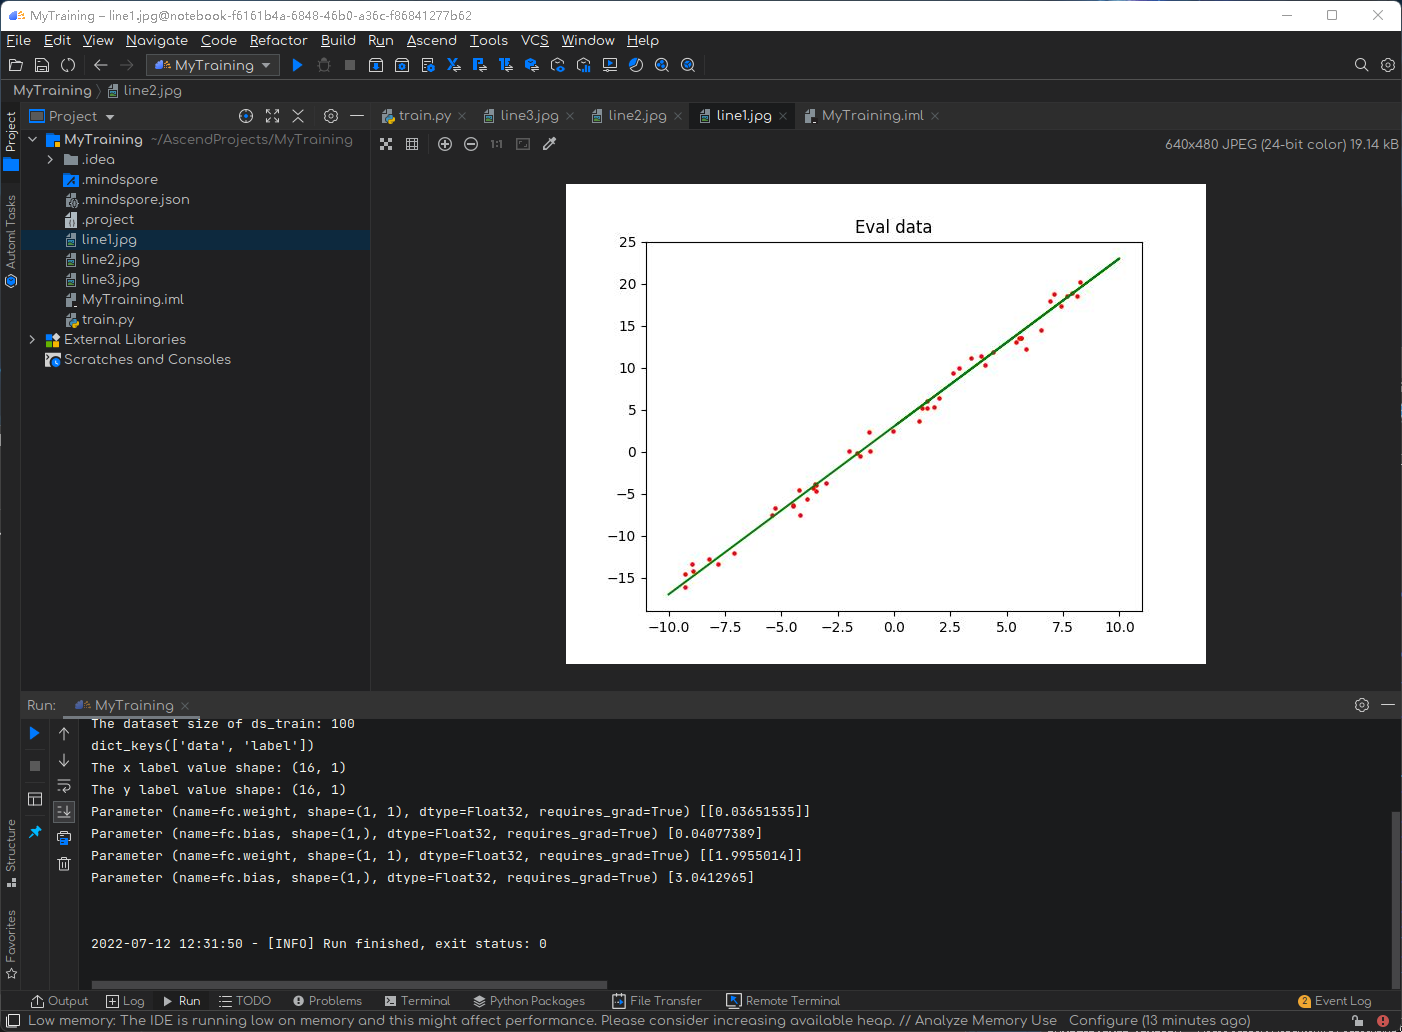 MyTraining – line1.jpg@notebook-f6161b4a-6848-46b0-a36c-f86841277b62
File Edit View Navigate Code Refactor Build Run Ascend Tools VCS Window Help
MyTraining
MyTraining line2.jpg
Project
Project
train.py
line3.jpg
line2.jpg
line1.jpg
MyTraining.iml
1:1
640x480 JPEG (24-bit color) 19.14 kB
MyTraining ~/AscendProjects/MyTraining
.idea
.mindspore
.mindspore.json
.project
line1.jpg
line2.jpg
line3.jpg
MyTraining.iml
train.py
External Libraries
Scratches and Consoles
Automl Tasks
Eval data
25
20
15
10
5
0
−5
−10
−15
−10.0 −7.5 −5.0 −2.5 0.0 2.5 5.0 7.5 10.0
Run: MyTraining
The dataset size of ds_train: 100
dict_keys(['data', 'label'])
The x label value shape: (16, 1)
The y label value shape: (16, 1)
Parameter (name=fc.weight, shape=(1, 1), dtype=Float32, requires_grad=True) [[0.03651535]]
Parameter (name=fc.bias, shape=(1,), dtype=Float32, requires_grad=True) [0.04077389]
Parameter (name=fc.weight, shape=(1, 1), dtype=Float32, requires_grad=True) [[1.9955014]]
Parameter (name=fc.bias, shape=(1,), dtype=Float32, requires_grad=True) [3.0412965]
2022-07-12 12:31:50 - [INFO] Run finished, exit status: 0
Structure
Favorites
Output Log Run TODO Problems Terminal Python Packages File Transfer Remote Terminal 2 Event Log
Low memory: The IDE is running low on memory and this might affect performance. Please consider increasing available heap. // Analyze Memory Use Configure (13 minutes ago)